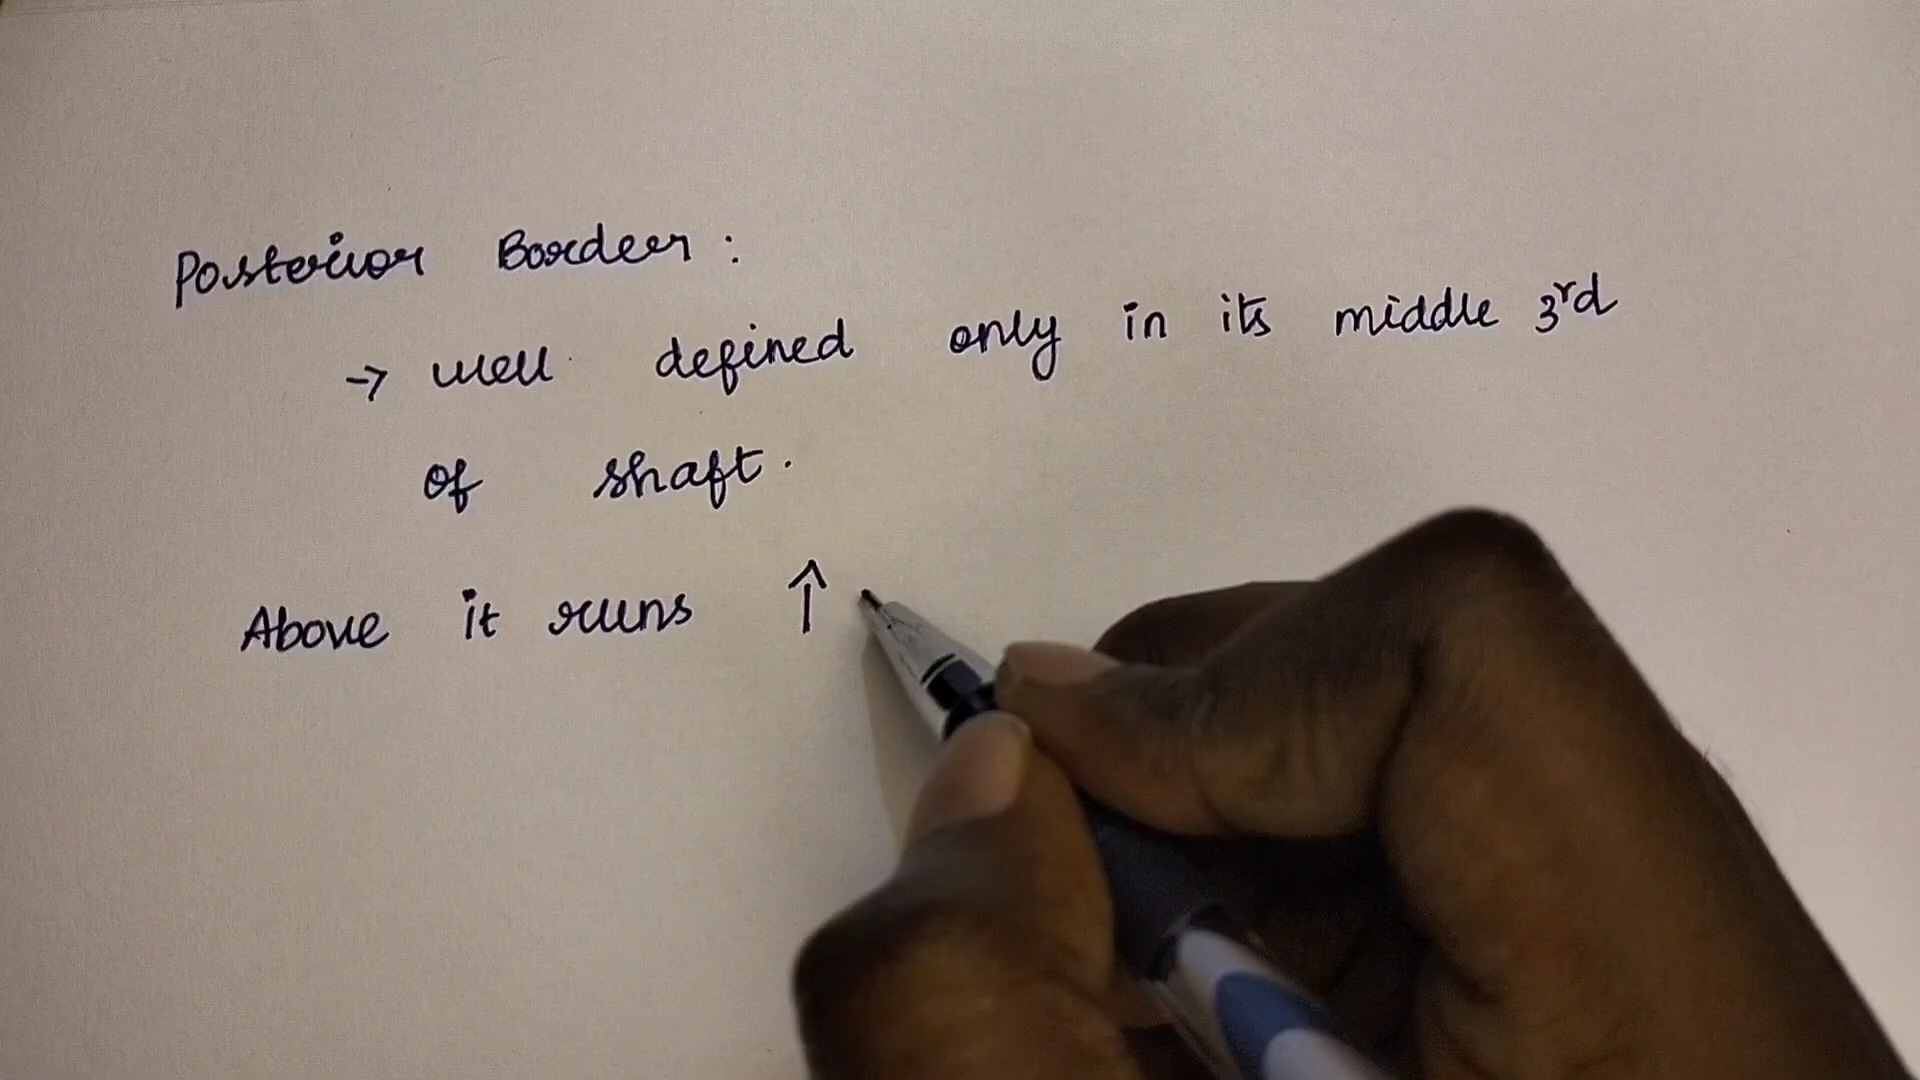 Posterior Border :
→ well defined only in its middle 3rd
of shaft.
Above it runs ↑